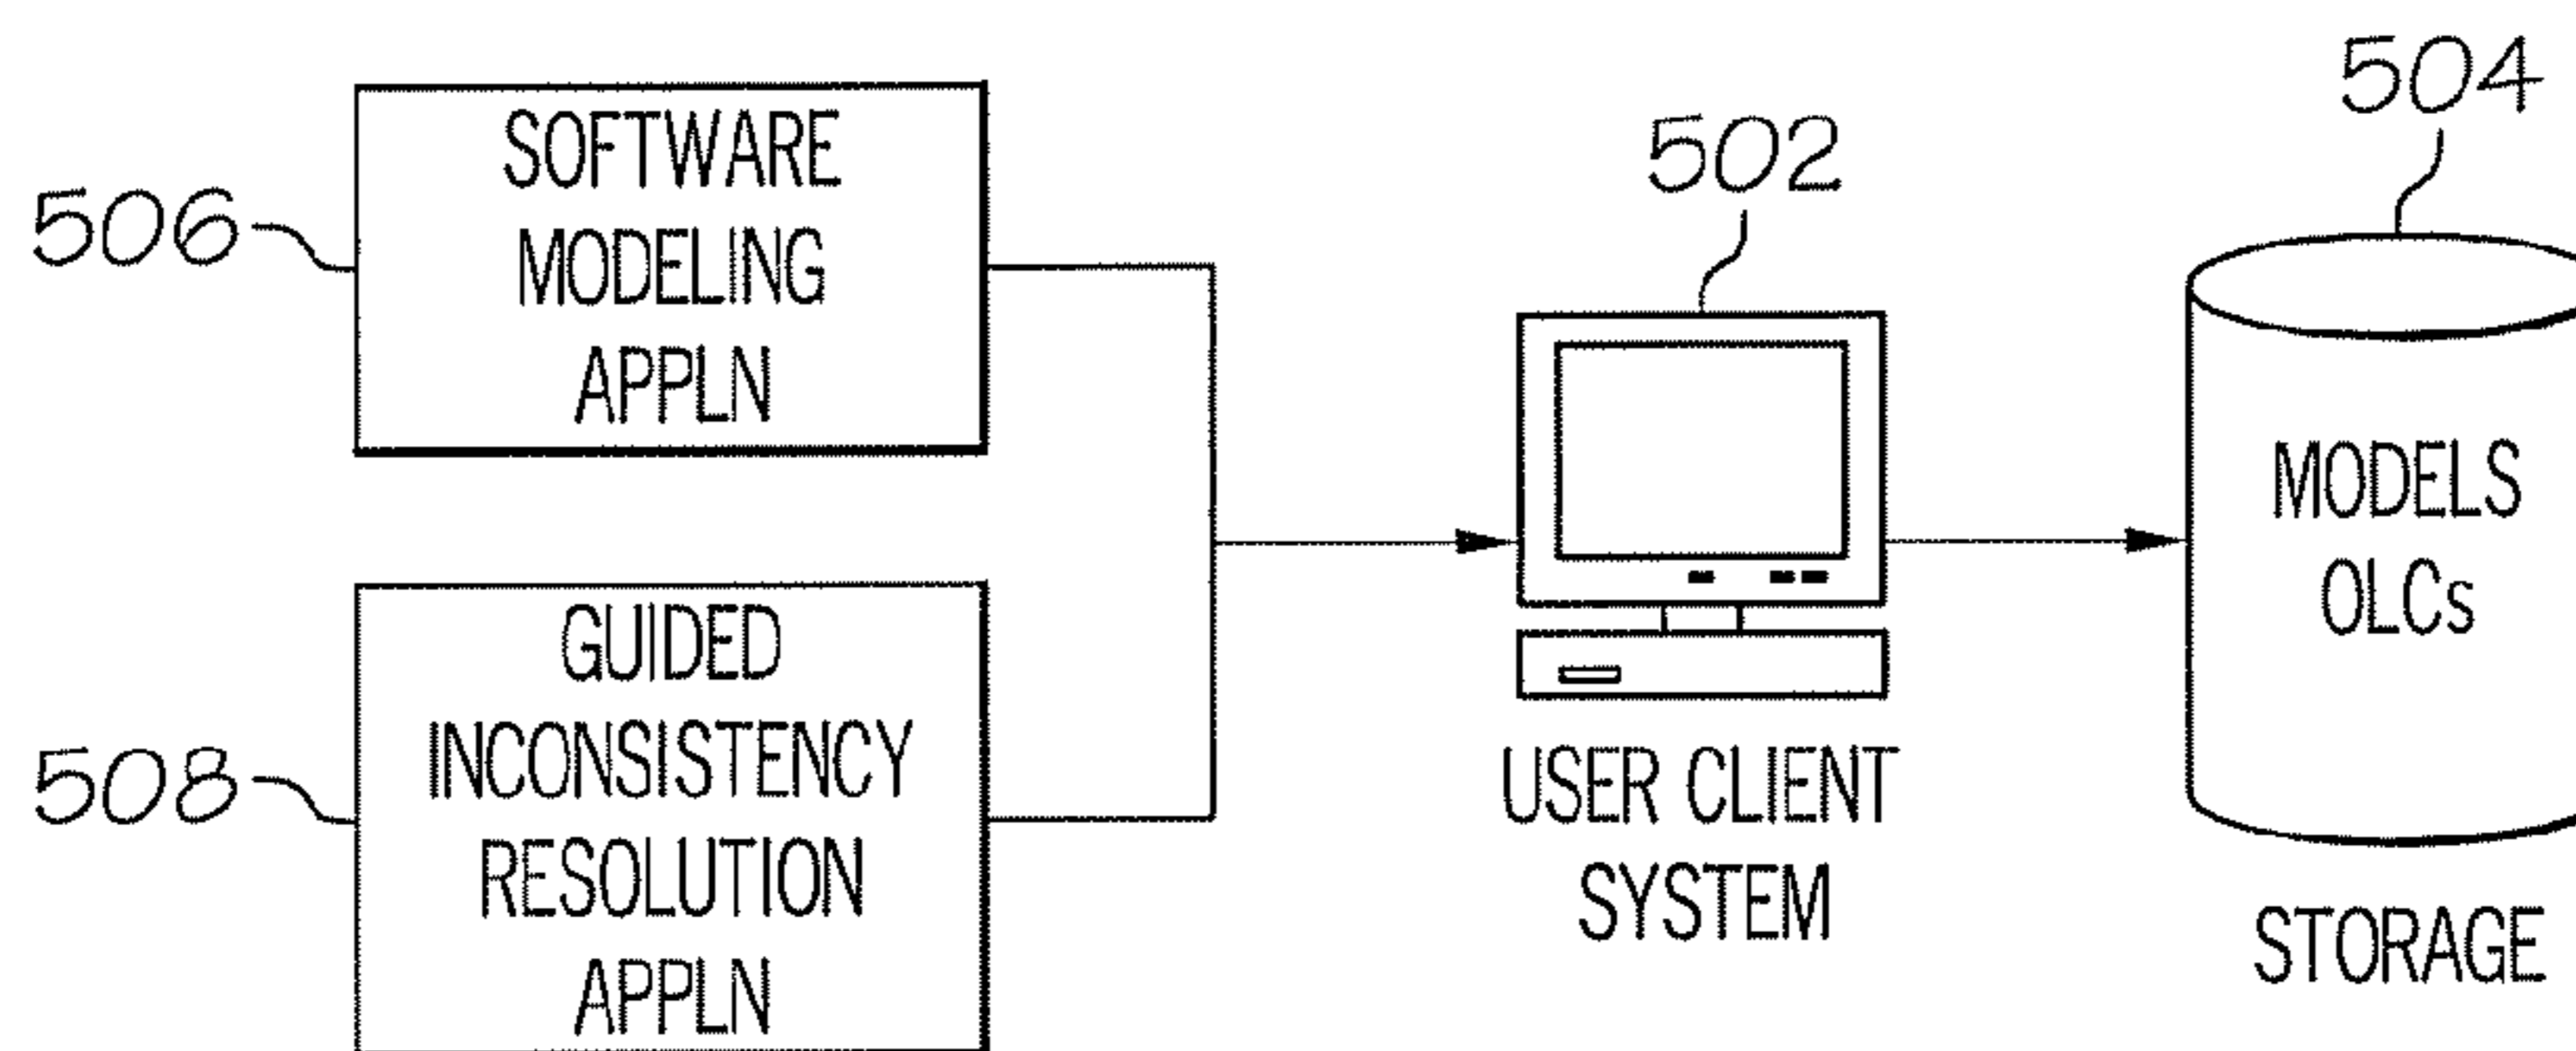 506
SOFTWARE
MODELING
APPLN
508
GUIDED
INCONSISTENCY
RESOLUTION
APPLN
502
USER CLIENT
SYSTEM
504
MODELS
OLCs
STORAGE